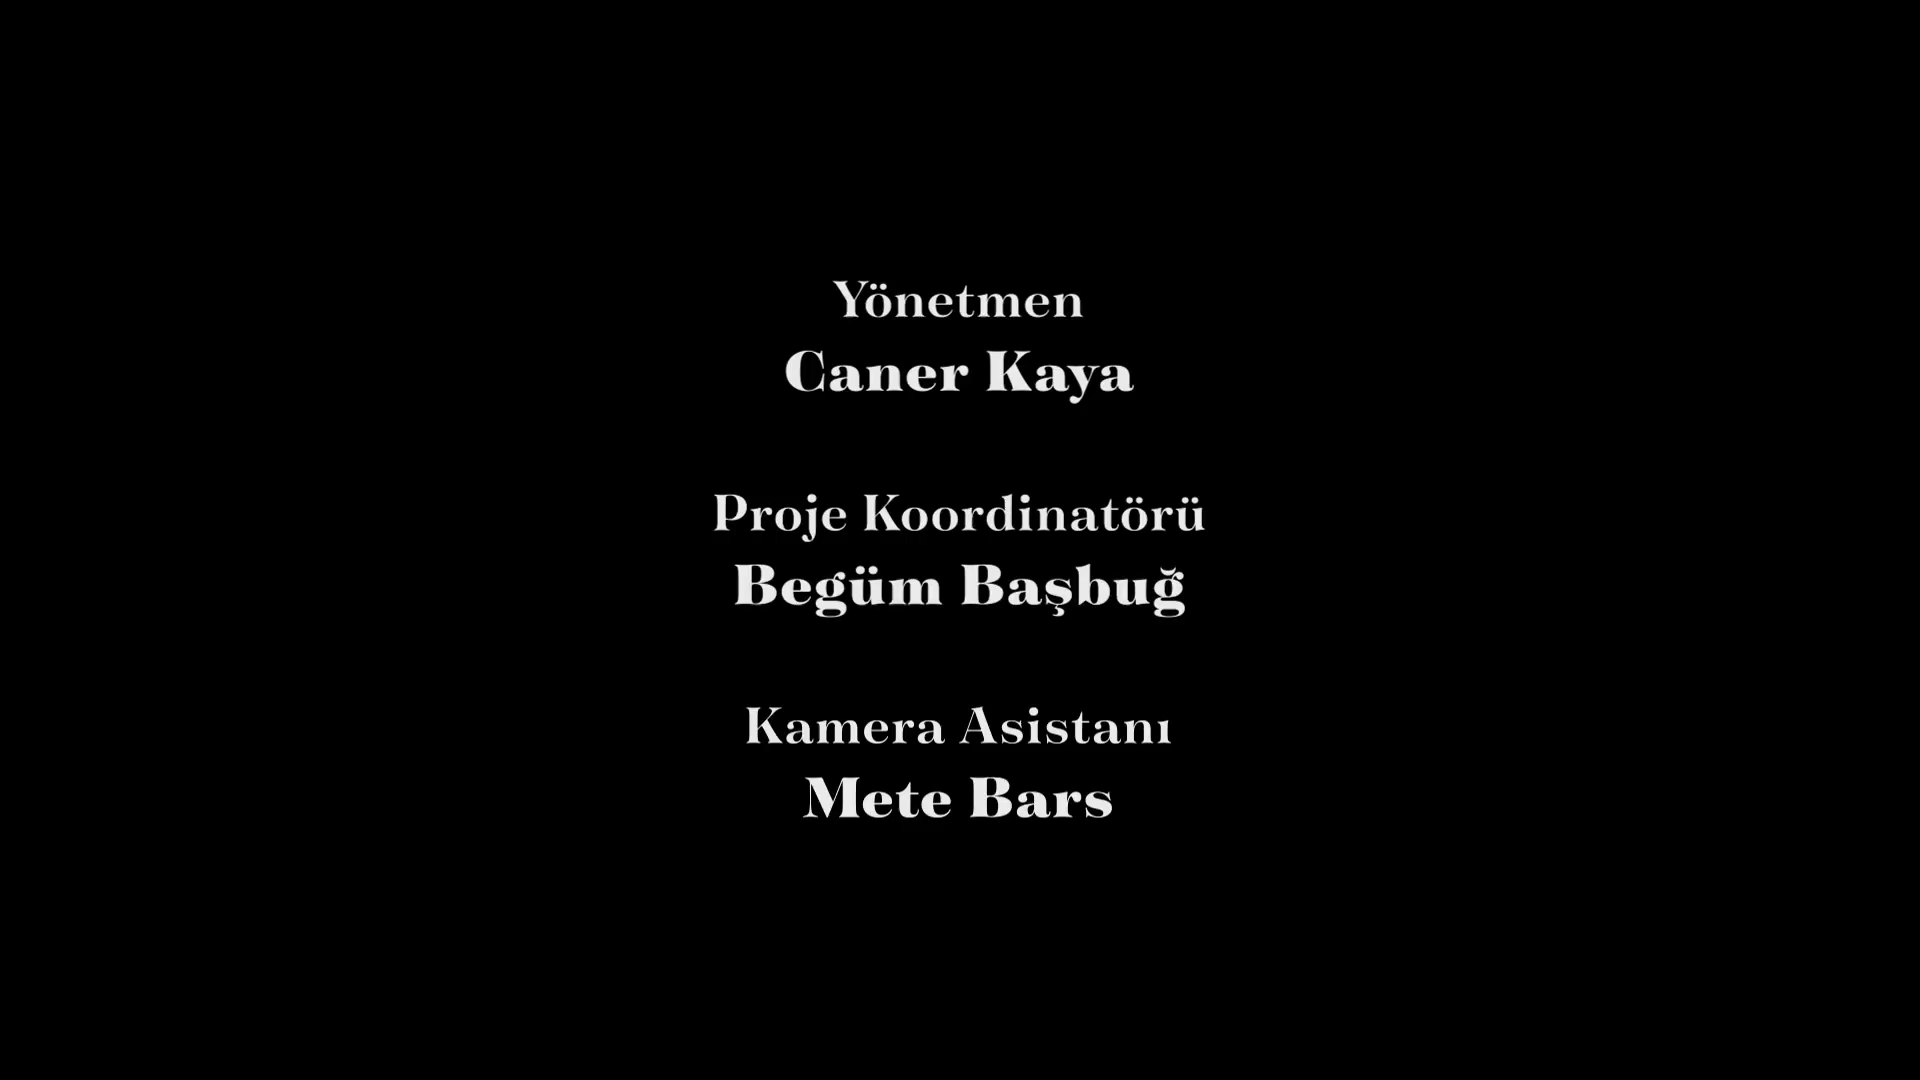 Yönetmen
Caner Kaya
Proje Koordinatörü
Begüm Başbuğ
Kamera Asistanı
Mete Bars